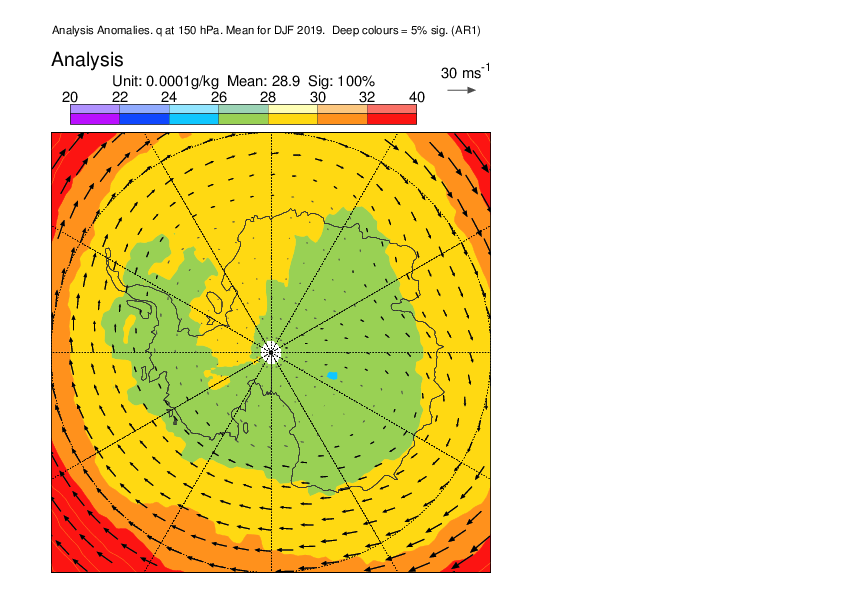 Analysis Anomalies. q at 150 hPa. Mean for DJF 2019.  Deep colours = 5% sig. (AR1)
Analysis
30 ms-1
Unit: 0.0001g/kg  Mean: 28.9  Sig: 100%
20 22 24 26 28 30 32 40